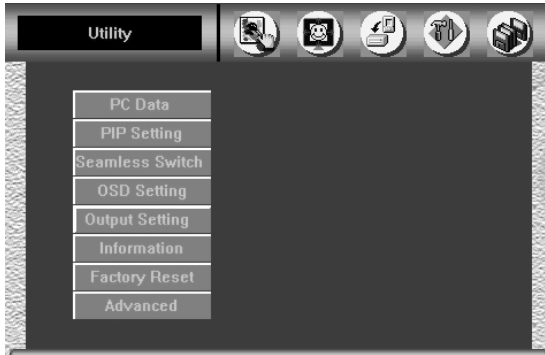 Utility
PC Data
PIP Setting
Seamless Switch
OSD Setting
Output Setting
Information
Factory Reset
Advanced